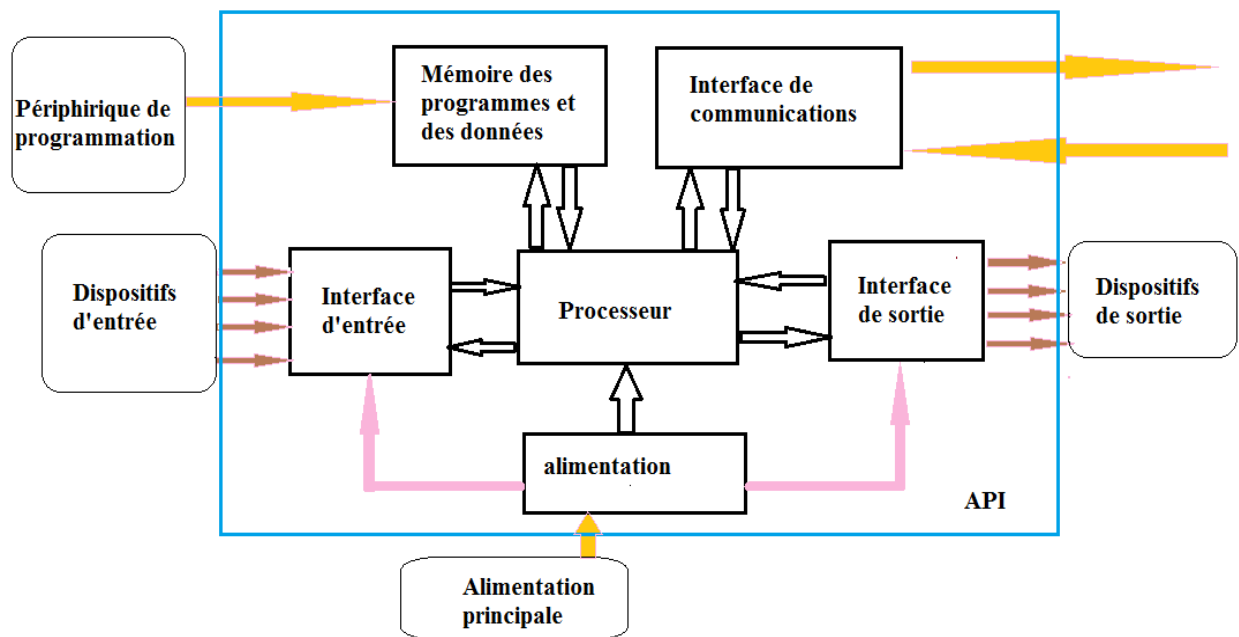 Périphirique de
programmation
Mémoire des
programmes et
des données
Interface de
communications
Dispositifs
d'entrée
Interface
d'entrée
Processeur
Interface
de sortie
Dispositifs
de sortie
alimentation
API
Alimentation
principale